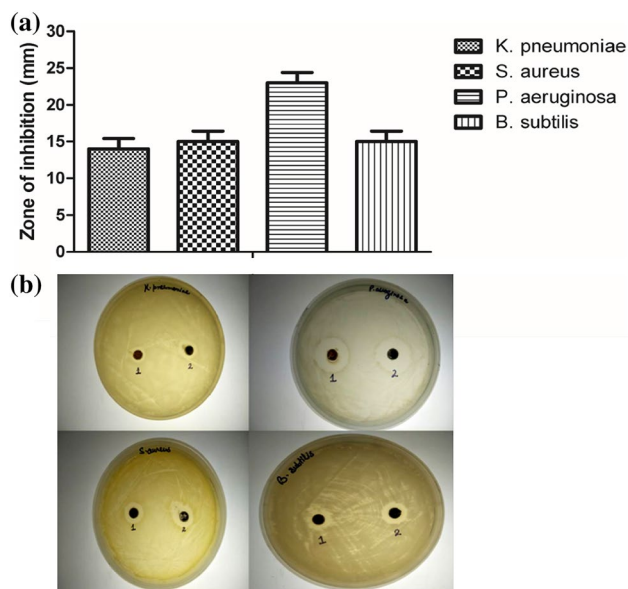 (a)
Zone of inhibition (mm)
30
25
20
15
10
5
0
K. pneumoniae
S. aureus
P. aeruginosa
B. subtilis
(b)
K. pneumoniae
1 2
P. aeruginosa
1 2
S. aureus
1 2
B. subtilis
1 2